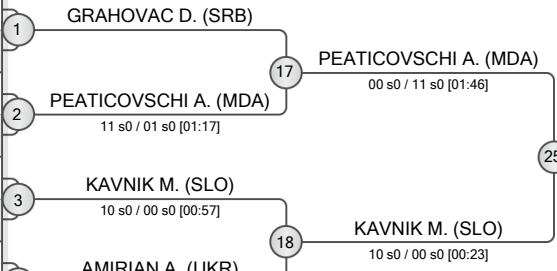 1
GRAHOVAC D. (SRB)
17
PEATICOVSCHI A. (MDA)
00 s0 / 11 s0 [01:46]
2
PEATICOVSCHI A. (MDA)
11 s0 / 01 s0 [01:17]
25
3
KAVNIK M. (SLO)
10 s0 / 00 s0 [00:57]
18
KAVNIK M. (SLO)
10 s0 / 00 s0 [00:23]
AMIRIAN A. (UKR)